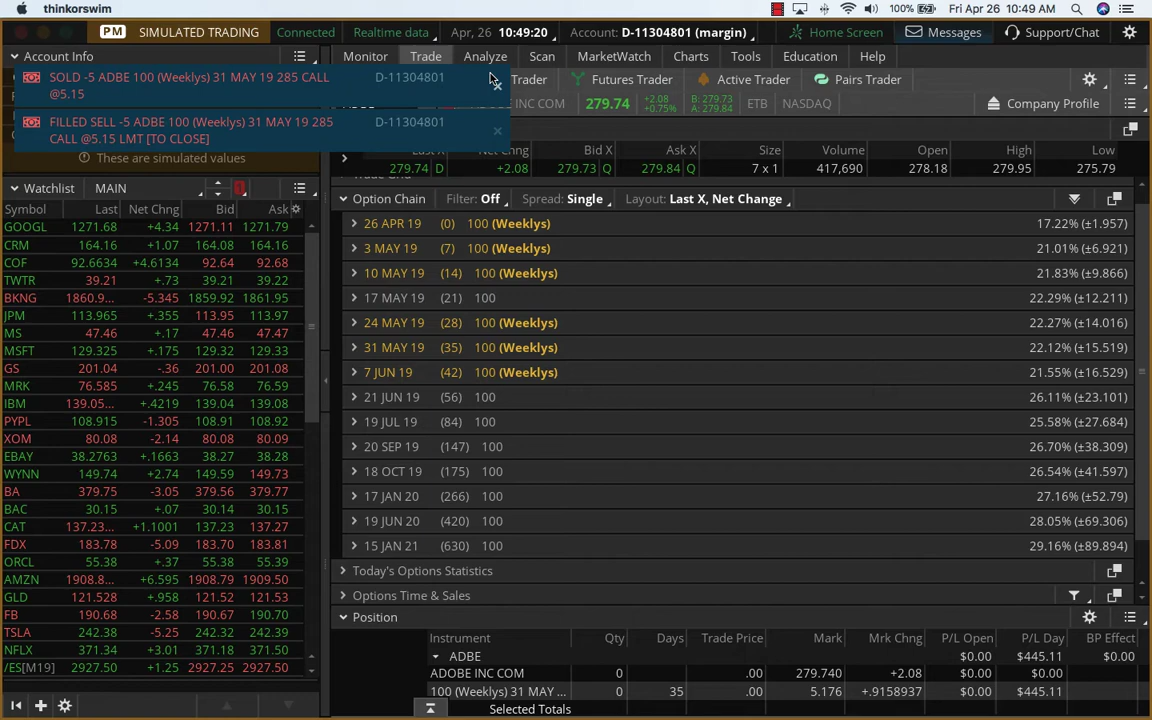 thinkorswim
100%
Fri Apr 26 10:49 AM
PM SIMULATED TRADING
Connected
Realtime data
Apr, 26 10:49:20
Account: D-11304801 (margin)
Home Screen
Messages
Support/Chat
Account Info
Monitor Trade Analyze Scan MarketWatch Charts Tools Education Help
SOLD -5 ADBE 100 (Weeklys) 31 MAY 19 285 CALL D-11304801
@5.15
Trader Futures Trader Active Trader Pairs Trader
INC COM 279.74 +2.08 +0.75% B: 279.73 A: 279.84 ETB NASDAQ Company Profile
FILLED SELL -5 ADBE 100 (Weeklys) 31 MAY 19 285 D-11304801
CALL @5.15 LMT [TO CLOSE]
These are simulated values
Last X Net Chng Bid X Ask X Size Volume Open High Low
279.74 D +2.08 279.73 Q 279.84 Q 7 x 1 417,690 278.18 279.95 275.79
Watchlist MAIN 1
Symbol Last Net Chng Bid Ask
GOOGL 1271.68 +4.34 1271.11 1271.79
CRM 164.16 +1.07 164.08 164.16
COF 92.6634 +4.6134 92.64 92.68
TWTR 39.21 +.73 39.21 39.22
BKNG 1860.9... -5.345 1859.92 1861.95
JPM 113.965 +.355 113.95 113.97
MS 47.46 +.17 47.46 47.47
MSFT 129.325 +.175 129.32 129.33
GS 201.04 -.36 201.00 201.08
MRK 76.585 +.245 76.58 76.59
IBM 139.05... +.4219 139.04 139.08
PYPL 108.915 -1.305 108.91 108.92
XOM 80.08 -2.14 80.08 80.09
EBAY 38.2763 +.1663 38.27 38.28
WYNN 149.74 +2.74 149.59 149.73
BA 379.75 -3.05 379.56 379.77
BAC 30.15 +.07 30.14 30.15
CAT 137.23... +1.1001 137.23 137.27
FDX 183.78 -5.09 183.70 183.81
ORCL 55.38 +.37 55.38 55.39
AMZN 1908.8... +6.595 1908.79 1909.50
GLD 121.528 +.958 121.52 121.53
FB 190.68 -2.58 190.67 190.70
TSLA 242.38 -5.25 242.32 242.39
NFLX 371.34 +3.01 371.18 371.50
/ES[M19] 2927.50 +1.25 2927.25 2927.50
Option Chain Filter: Off Spread: Single Layout: Last X, Net Change
26 APR 19 (0) 100 (Weeklys) 17.22% (±1.957)
3 MAY 19 (7) 100 (Weeklys) 21.01% (±6.921)
10 MAY 19 (14) 100 (Weeklys) 21.83% (±9.866)
17 MAY 19 (21) 100 22.29% (±12.211)
24 MAY 19 (28) 100 (Weeklys) 22.27% (±14.016)
31 MAY 19 (35) 100 (Weeklys) 22.12% (±15.519)
7 JUN 19 (42) 100 (Weeklys) 21.55% (±16.529)
21 JUN 19 (56) 100 26.11% (±23.101)
19 JUL 19 (84) 100 25.58% (±27.684)
20 SEP 19 (147) 100 26.70% (±38.309)
18 OCT 19 (175) 100 26.54% (±41.597)
17 JAN 20 (266) 100 27.16% (±52.79)
19 JUN 20 (420) 100 28.05% (±69.306)
15 JAN 21 (630) 100 29.16% (±89.894)
Today's Options Statistics
Options Time & Sales
Position
Instrument Qty Days Trade Price Mark Mrk Chng P/L Open P/L Day BP Effect
ADBE $0.00 $445.11 $0.00
ADOBE INC COM 0 .00 279.740 +2.08 $0.00 $0.00
100 (Weeklys) 31 MAY ... 0 35 .00 5.176 +.9158937 $0.00 $445.11
Selected Totals